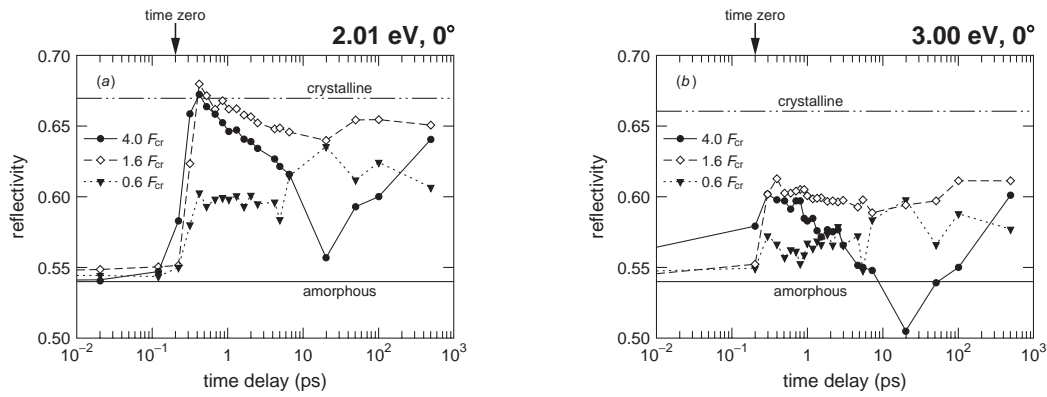 time zero
2.01 eV, 0°
0.70
(a)
crystalline
0.65
4.0 Fcr
1.6 Fcr
0.6 Fcr
reflectivity
0.60
0.55
amorphous
0.50
10⁻² 10⁻¹ 1 10¹ 10² 10³
time delay (ps)
time zero
3.00 eV, 0°
0.70
(b)
crystalline
0.65
4.0 Fcr
1.6 Fcr
0.6 Fcr
reflectivity
0.60
0.55
amorphous
0.50
10⁻² 10⁻¹ 1 10 10² 10³
time delay (ps)